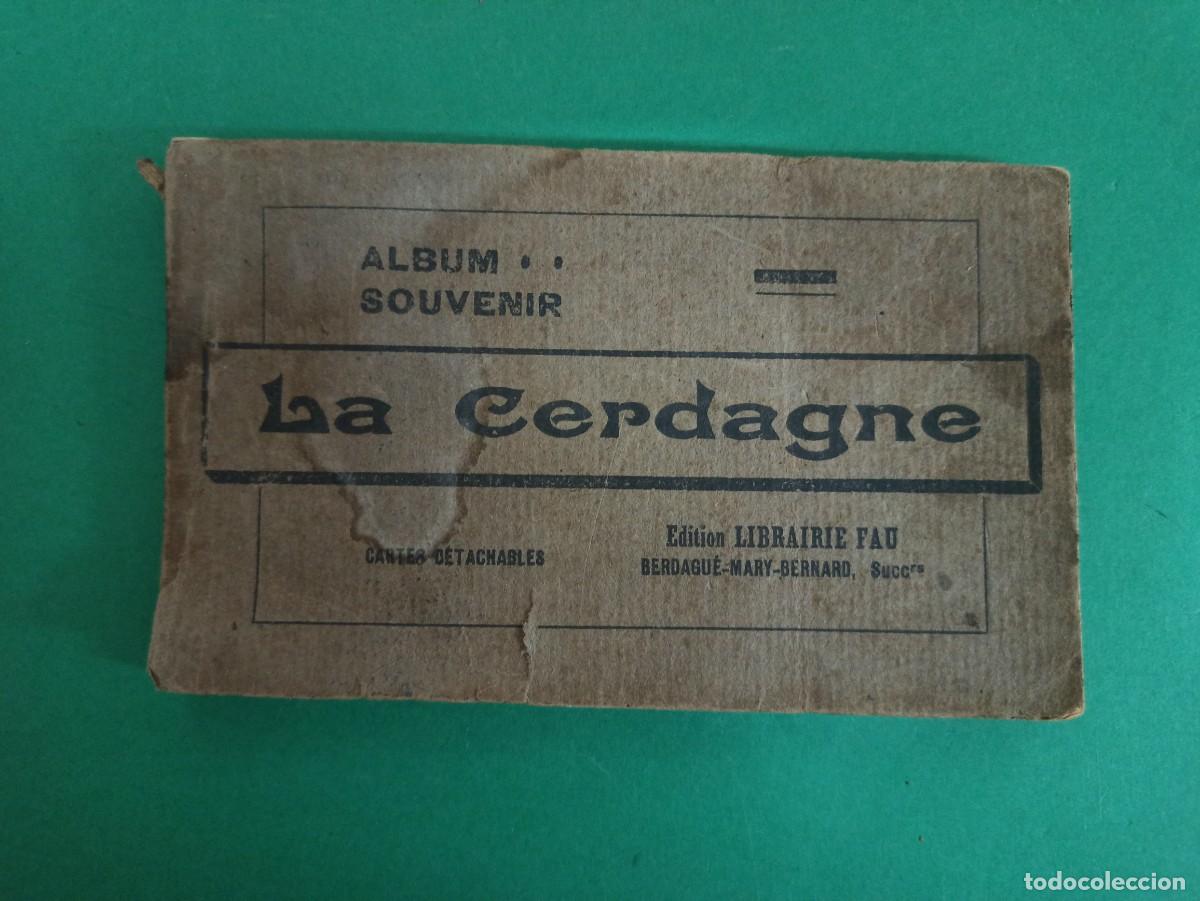 ALBUM • •
SOUVENIR
La Cerdagne
CARTES DÉTACHABLES
Edition LIBRAIRIE FAU
BERDAGUÉ-MARY-BERNARD, Succrs
todocoleccion